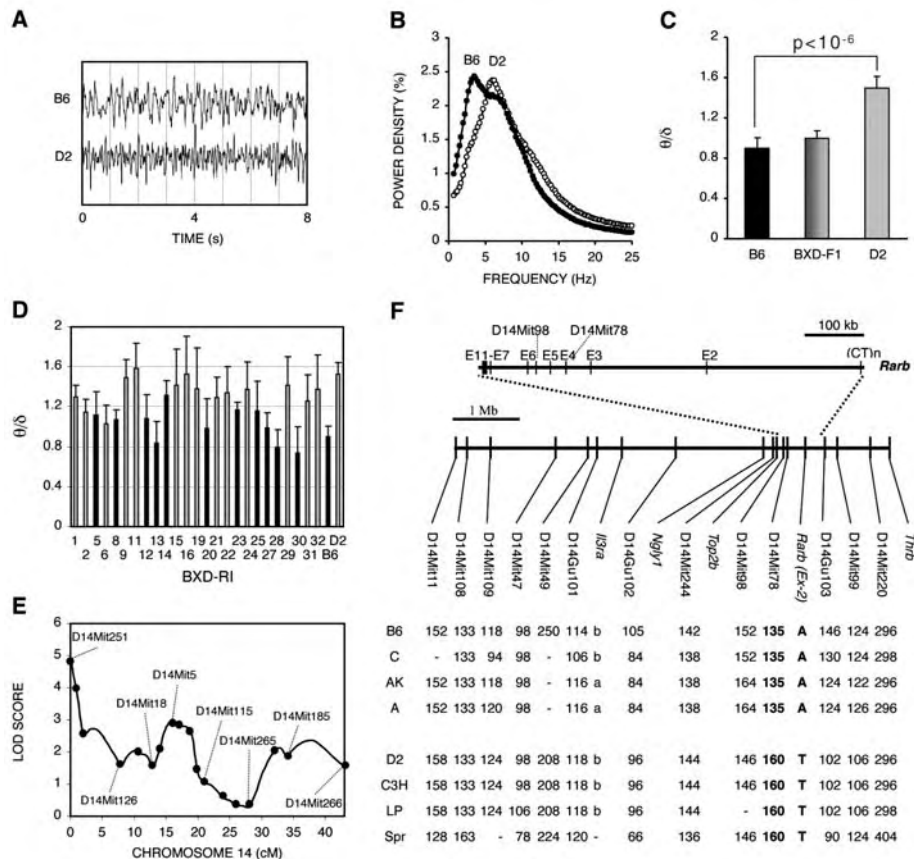 A
B6
D2
0 2 4 6 8
TIME (s)
B
B6 D2
3
2.5
2
1.5
1
0.5
0
POWER DENSITY (%)
0 5 10 15 20 25
FREQUENCY (Hz)
C
p<10-6
2
1.6
1.2
0.8
0.4
0
θ/δ
B6 BXD-F1 D2
D
2
1.6
1.2
0.8
0.4
0
θ/δ
1 5 8 11 13 15 18 20 22 24 27 29 31 D2
2 6 9 12 14 16 19 21 23 25 28 30 32 B6
BXD-RI
E
6
5
4
3
2
1
0
LOD SCORE
D14Mit251
D14Mit126
D14Mit18
D14Mit5
D14Mit115
D14Mit265
D14Mit185
D14Mit266
0 5 10 15 20 25 30 35 40
CHROMOSOME 14 (cM)
F
100 kb
D14Mit98 D14Mit78
E11-E7 E6 E5 E4 E3 E2 (CT)n
Rarb
1 Mb
D14Mit11 D14Mit108 D14Mit109 D14Mit47 D14Mit49 D14Gu101 Il3ra D14Gu102 Ngly1 D14Mit244 Top2b D14Mit98 D14Mit78 Rarb (Ex-2) D14Gu103 D14Mit99 D14Mit220 Thrb
B6 152 133 118 98 250 114 b 105 142 152 135 A 146 124 296
C - 133 94 98 - 106 b 84 138 152 135 A 130 124 298
AK 152 133 118 98 - 116 a 84 138 164 135 A 124 122 296
A 152 133 120 98 - 116 a 84 138 164 135 A 124 126 296
D2 158 133 124 98 208 118 b 96 144 146 160 T 102 106 296
C3H 158 133 124 98 208 118 b 96 144 146 160 T 102 106 296
LP 158 133 124 106 208 118 b 96 144 - 160 T 102 106 298
Spr 128 163 - 78 224 120 - 66 136 146 160 T 90 124 404